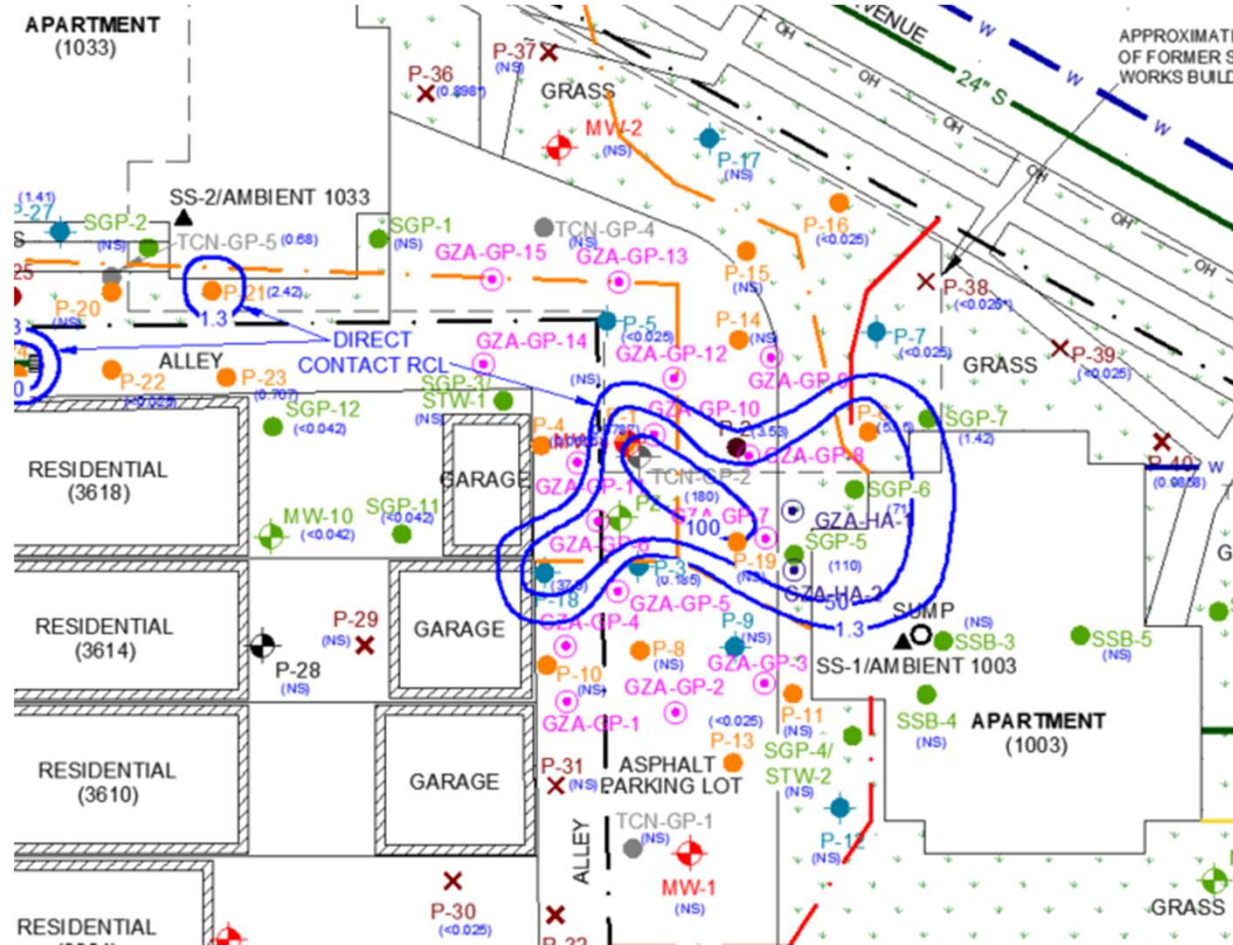 APARTMENT
(1033)
P-37
(NS)
P-36
(0.898*)
GRASS
MW-2
(NS)
P-17
(NS)
AVENUE
24" S
W
W
W
OH
OH
OH
OH
OH
OH
APPROXIMATE
OF FORMER S
WORKS BUILD
(1.41)
P-27
SGP-2
(NS)
SS-2/AMBIENT 1033
TCN-GP-5
(0.68)
SGP-1
(NS)
TCN-GP-4
(NS)
P-16
(<0.025)
GZA-GP-15
GZA-GP-13
P-15
(NS)
P-20
(NS)
P-21
(2.42)
1.3
P-38
(<0.025*)
DIRECT
CONTACT RCL
P-5
(<0.025)
P-14
(NS)
P-7
(<0.025)
P-39
(<0.025)
GRASS
ALLEY
GZA-GP-14
(NS)
GZA-GP-12
GZA-GP-9
P-22
(<0.025)
P-23
(0.707)
SGP-3/
STW-1
(NS)
GZA-GP-10
SGP-12
(<0.042)
P-4
P-1
P-2
(3.53)
P-6
SGP-7
(1.42)
P-40
(0.9858)
W
RESIDENTIAL
(3618)
GARAGE
GZA-GP-8
TCN-GP-2
(180)
GZA-GP-7
100
SGP-6
(71)
SGP-11
(<0.042)
MW-10
(<0.042)
GZA-GP-6
GZA-HA-1
SGP-5
(110)
P-19
(NS)
P-3
(0.185)
P-18
GZA-HA-2
50
1.3
GZA-GP-5
GZA-GP-4
RESIDENTIAL
(3614)
P-29
(NS)
GARAGE
P-28
(NS)
P-9
(NS)
SUMP
(NS)
SSB-3
SSB-5
(NS)
SS-1/AMBIENT 1003
P-8
(NS)
P-10
(NS)
GZA-GP-3
GZA-GP-2
GZA-GP-1
P-11
(NS)
SSB-4
(NS)
APARTMENT
(1003)
(<0.025)
P-13
SGP-4/
STW-2
(NS)
RESIDENTIAL
(3610)
GARAGE
P-31
(NS)
ASPHALT
PARKING LOT
P-12
(NS)
TCN-GP-1
(NS)
ALLEY
MW-1
(NS)
P-30
(<0.025)
GRASS
RESIDENTIAL